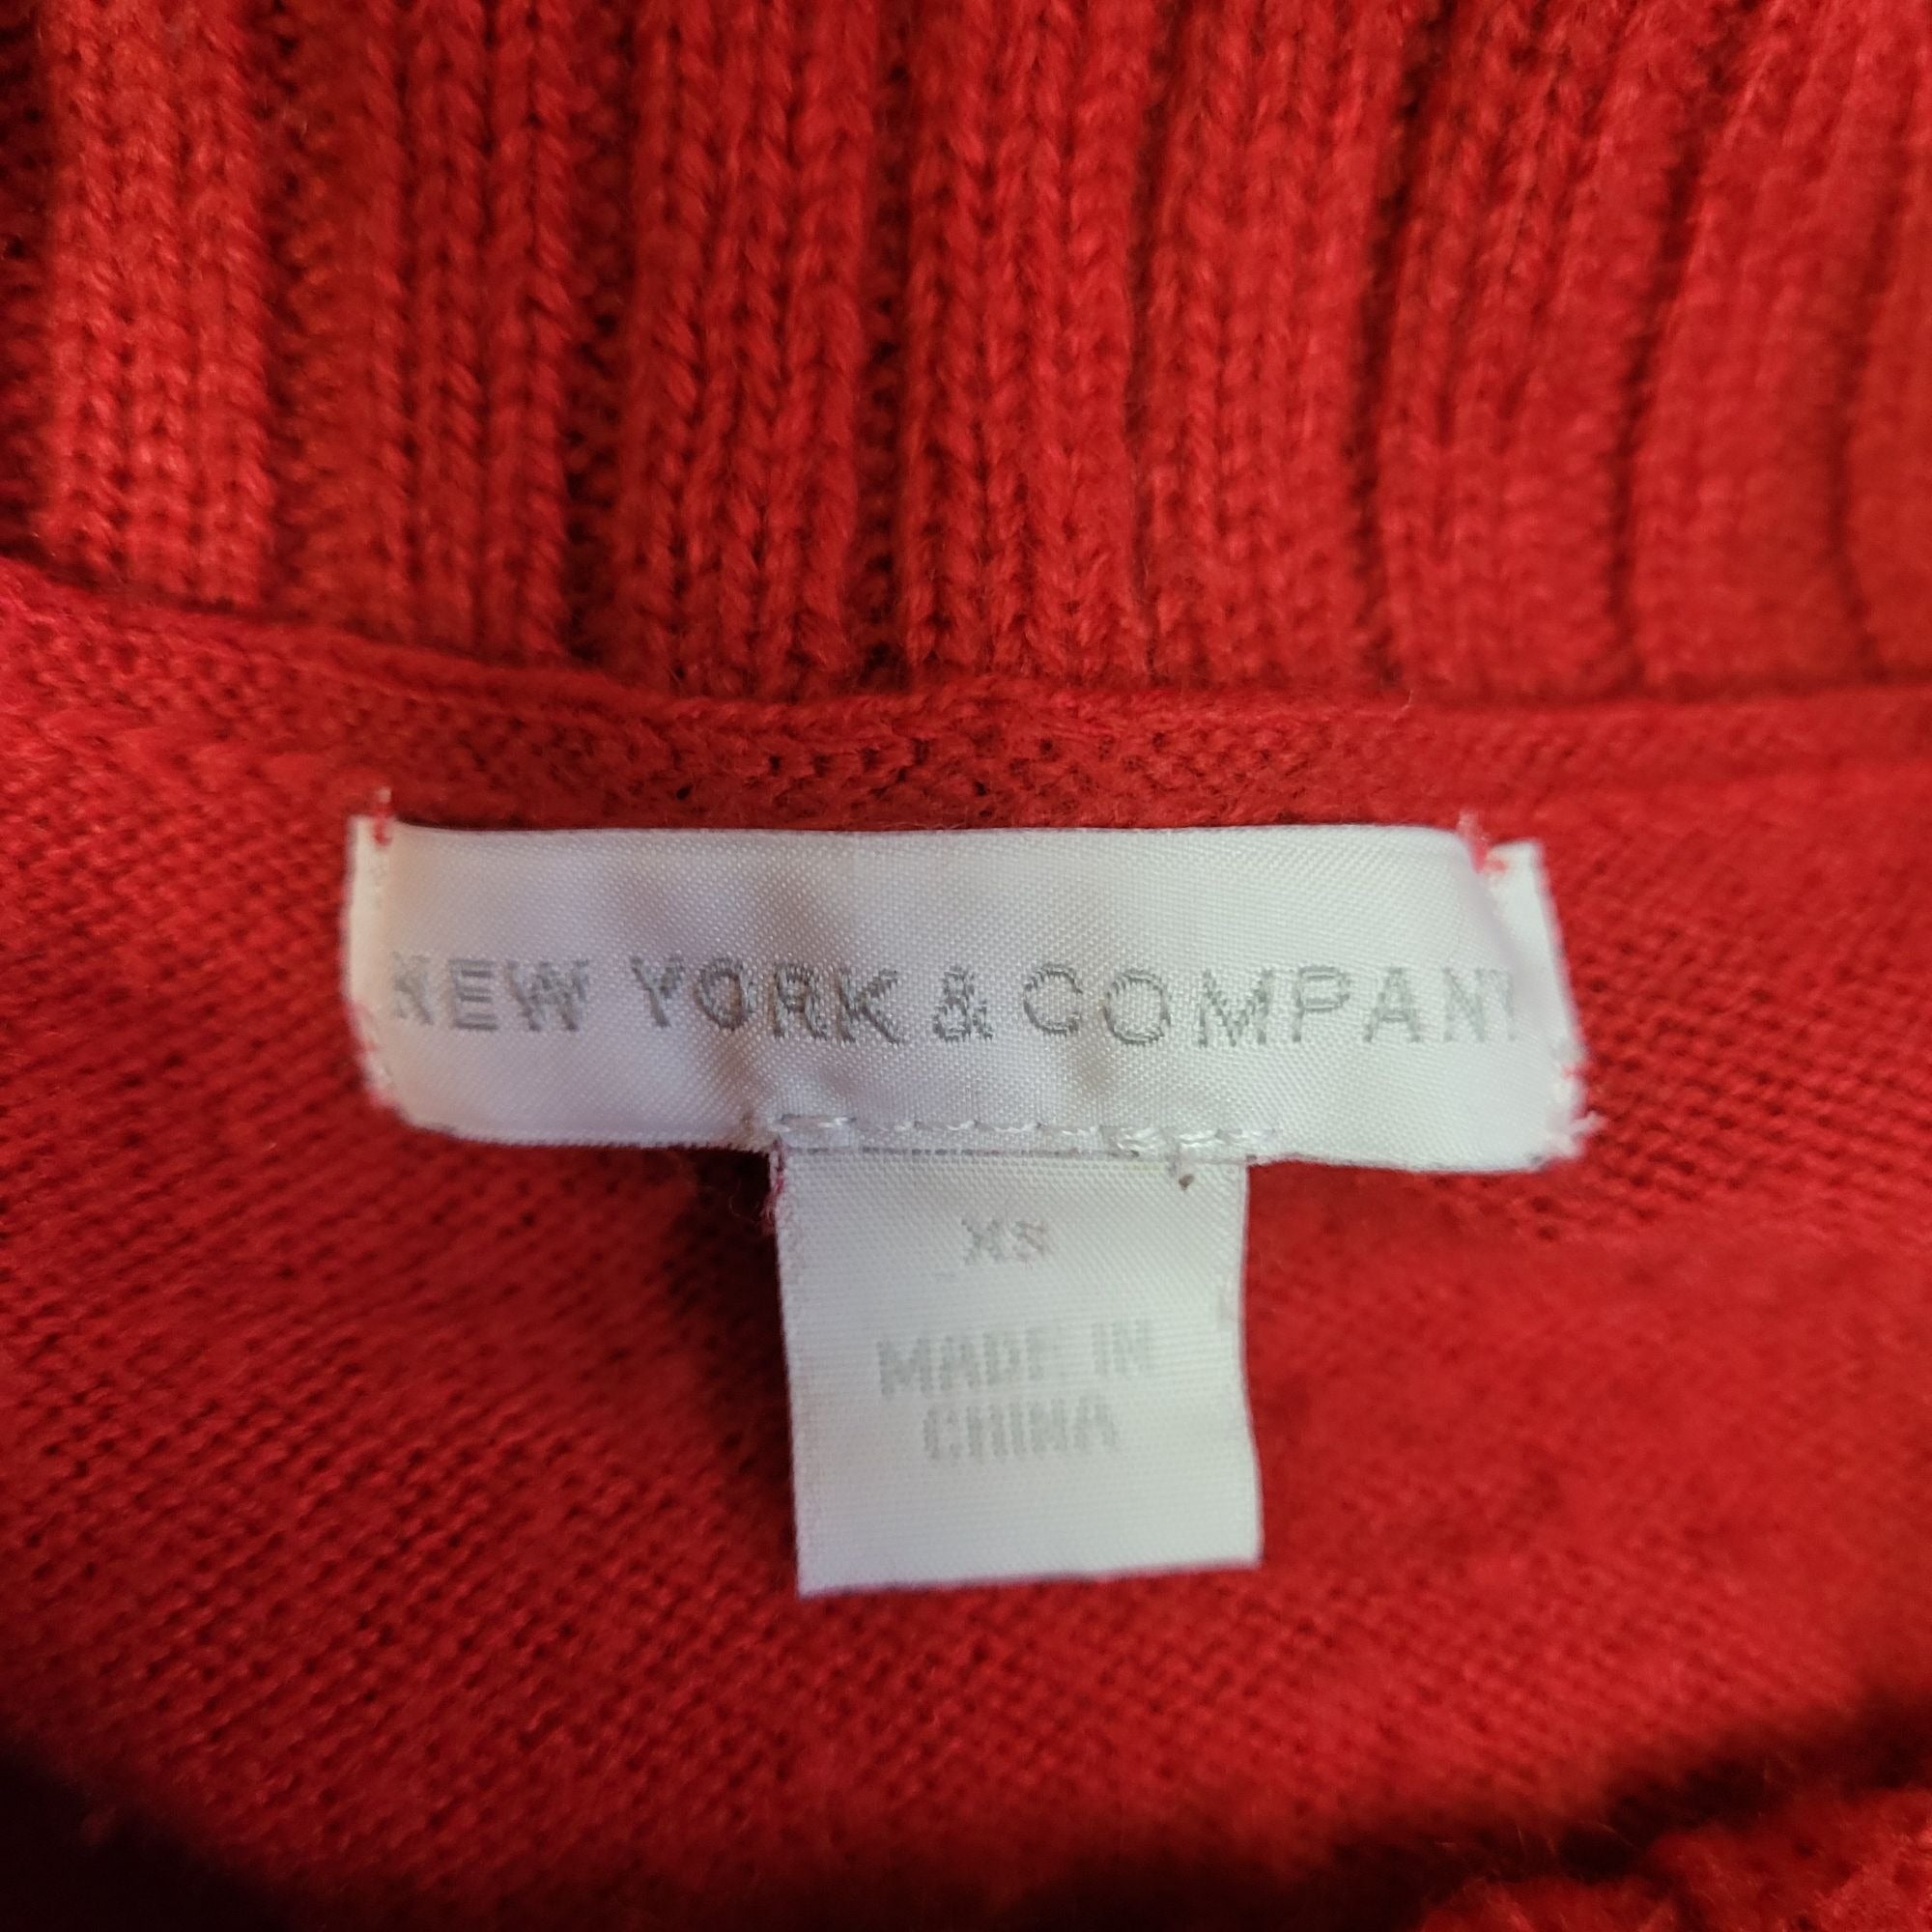 NEW YORK & COMPANY
XS
MADE IN
CHINA